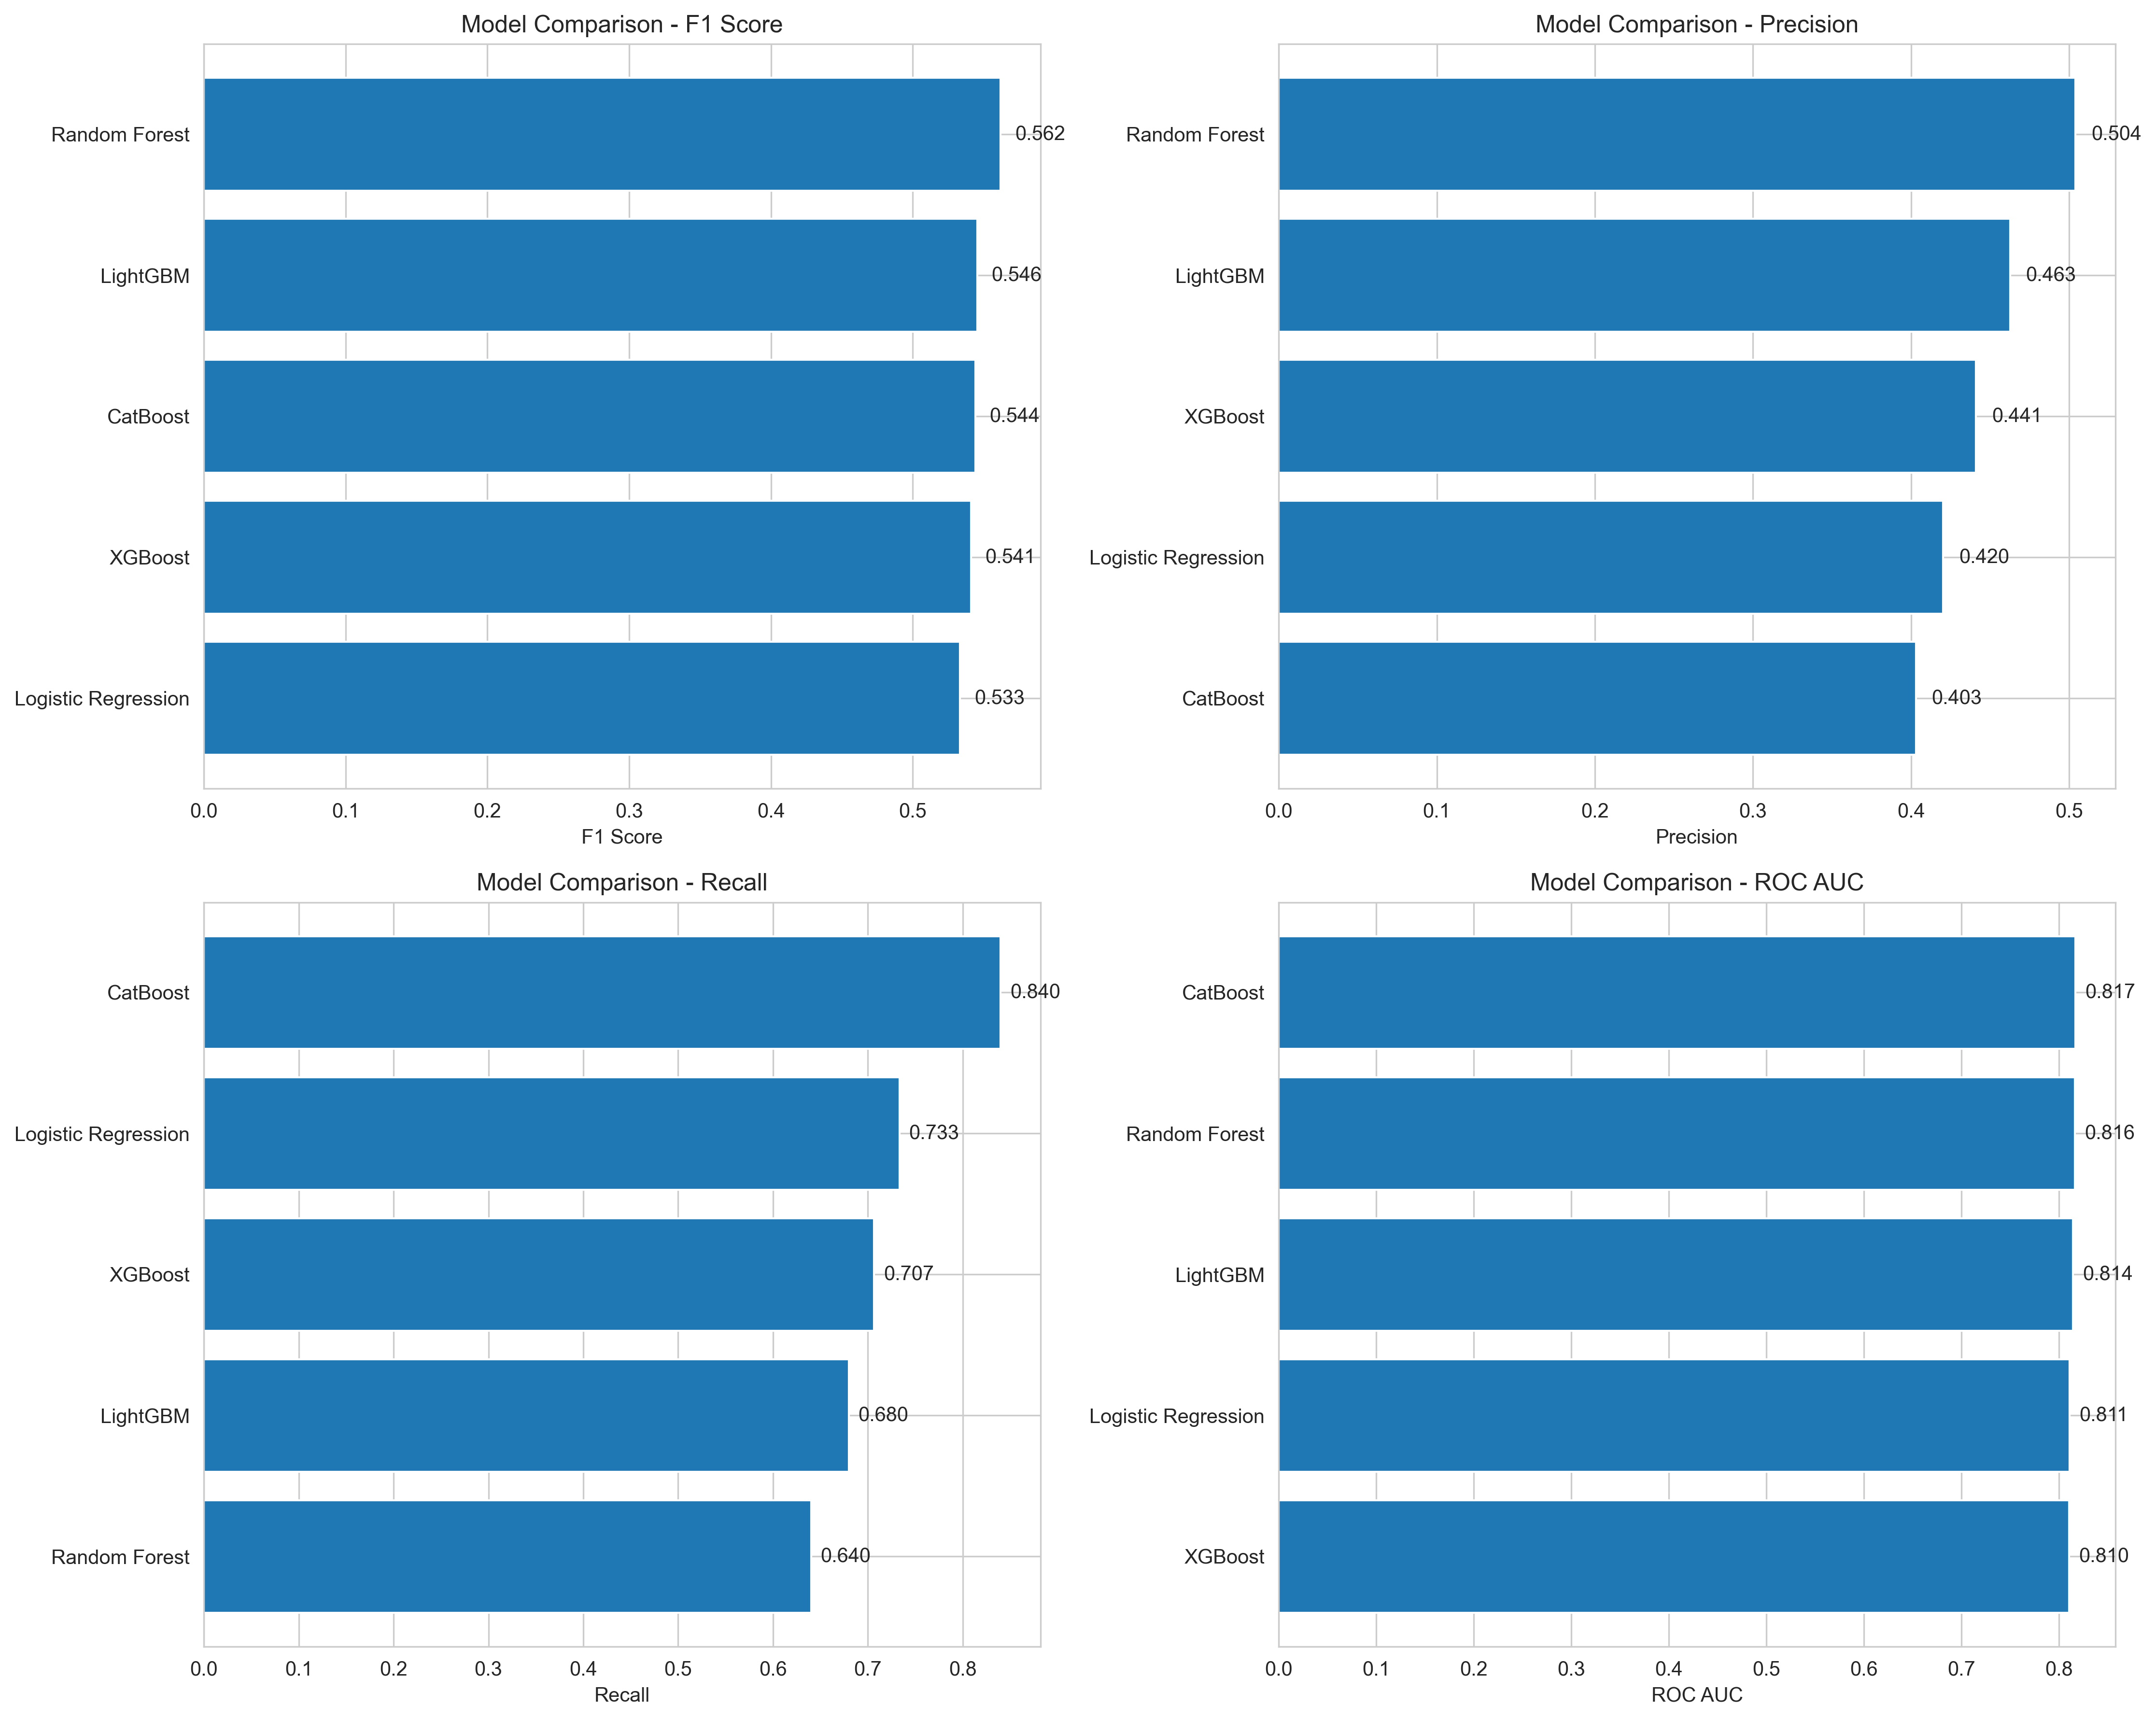 Model Comparison - F1 Score
Random Forest
0.562
LightGBM
0.546
CatBoost
0.544
XGBoost
0.541
Logistic Regression
0.533
0.0 0.1 0.2 0.3 0.4 0.5
F1 Score
Model Comparison - Precision
Random Forest
0.504
LightGBM
0.463
XGBoost
0.441
Logistic Regression
0.420
CatBoost
0.403
0.0 0.1 0.2 0.3 0.4 0.5
Precision
Model Comparison - Recall
CatBoost
0.840
Logistic Regression
0.733
XGBoost
0.707
LightGBM
0.680
Random Forest
0.640
0.0 0.1 0.2 0.3 0.4 0.5 0.6 0.7 0.8
Recall
Model Comparison - ROC AUC
CatBoost
0.817
Random Forest
0.816
LightGBM
0.814
Logistic Regression
0.811
XGBoost
0.810
0.0 0.1 0.2 0.3 0.4 0.5 0.6 0.7 0.8
ROC AUC